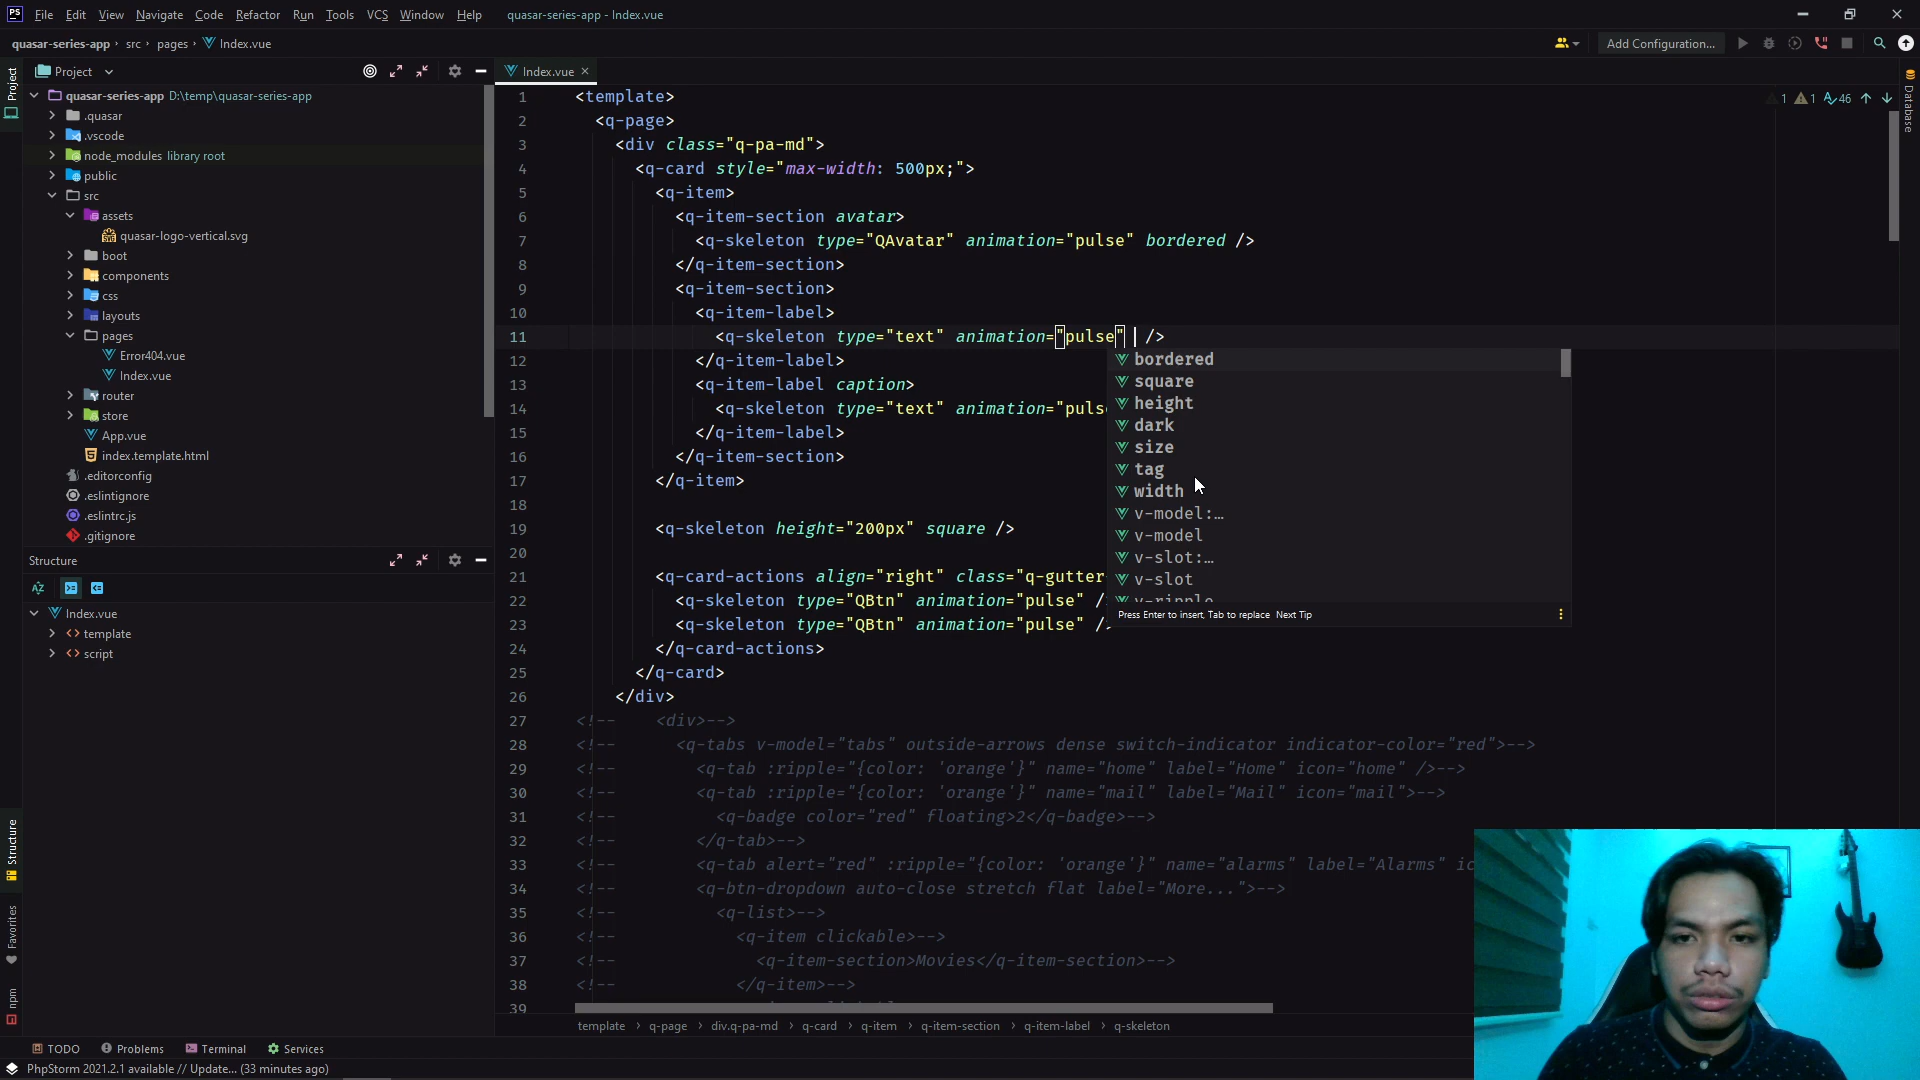 PS File Edit View Navigate Code Refactor Run Tools VCS Window Help quasar-series-app - Index.vue
quasar-series-app src pages Index.vue
Add Configuration...
Project
Project
Index.vue
Database
quasar-series-app D:\temp\quasar-series-app
.quasar
.vscode
node_modules library root
public
src
assets
quasar-logo-vertical.svg
boot
components
css
layouts
pages
Error404.vue
Index.vue
router
store
App.vue
index.template.html
.editorconfig
.eslintignore
.eslintrc.js
.gitignore
Structure
Index.vue
template
script
1 1 46
1 <template>
2 <q-page>
3 <div class="q-pa-md">
4 <q-card style="max-width: 500px;">
5 <q-item>
6 <q-item-section avatar>
7 <q-skeleton type="QAvatar" animation="pulse" bordered />
8 </q-item-section>
9 <q-item-section>
10 <q-item-label>
11 <q-skeleton type="text" animation="pulse" />
12 </q-item-label>
13 <q-item-label caption>
14 <q-skeleton type="text" animation="puls
15 </q-item-label>
16 </q-item-section>
17 </q-item>
18
19 <q-skeleton height="200px" square />
20
21 <q-card-actions align="right" class="q-gutter
22 <q-skeleton type="QBtn" animation="pulse" /
23 <q-skeleton type="QBtn" animation="pulse" />
24 </q-card-actions>
25 </q-card>
26 </div>
27 <!-- <div>-->
28 <!-- <q-tabs v-model="tabs" outside-arrows dense switch-indicator indicator-color="red">-->
29 <!-- <q-tab :ripple="{color: 'orange'}" name="home" label="Home" icon="home" />-->
30 <!-- <q-tab :ripple="{color: 'orange'}" name="mail" label="Mail" icon="mail">-->
31 <!-- <q-badge color="red" floating>2</q-badge>-->
32 <!-- </q-tab>-->
33 <!-- <q-tab alert="red" :ripple="{color: 'orange'}" name="alarms" label="Alarms" ic
34 <!-- <q-btn-dropdown auto-close stretch flat label="More...">-->
35 <!-- <q-list>-->
36 <!-- <q-item clickable>-->
37 <!-- <q-item-section>Movies</q-item-section>-->
38 <!-- </q-item>-->
39
bordered
square
height
dark
size
tag
width
v-model:…
v-model
v-slot:…
v-slot
v-ripple
Press Enter to insert, Tab to replace Next Tip
template q-page div.q-pa-md q-card q-item q-item-section q-item-label q-skeleton
Structure
Favorites
npm
TODO Problems Terminal Services
PhpStorm 2021.2.1 available // Update... (33 minutes ago)